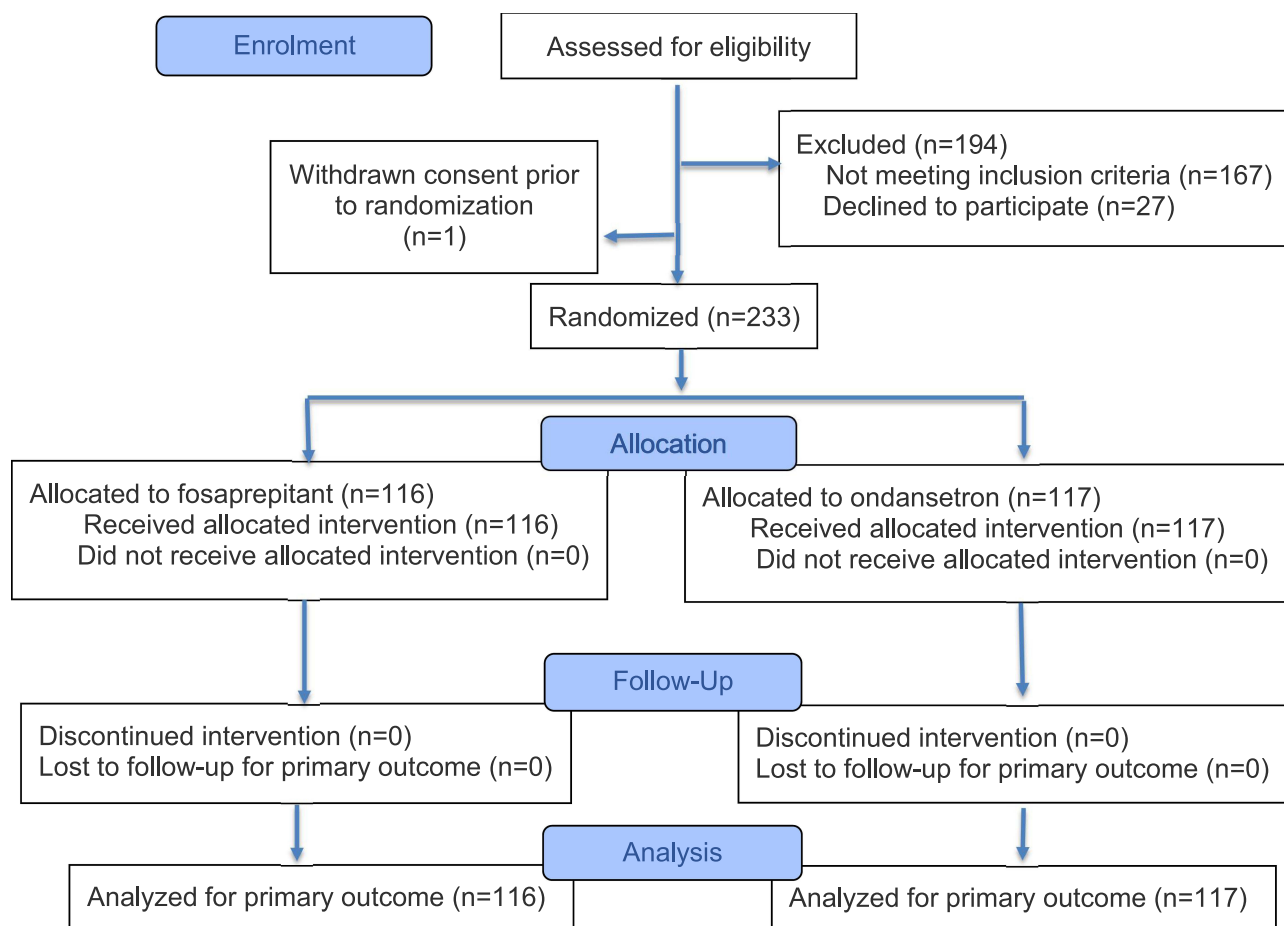 Enrolment
Assessed for eligibility
Excluded (n=194)
Not meeting inclusion criteria (n=167)
Declined to participate (n=27)
Withdrawn consent prior
to randomization
(n=1)
Randomized (n=233)
Allocation
Allocated to fosaprepitant (n=116)
Received allocated intervention (n=116)
Did not receive allocated intervention (n=0)
Allocated to ondansetron (n=117)
Received allocated intervention (n=117)
Did not receive allocated intervention (n=0)
Follow-Up
Discontinued intervention (n=0)
Lost to follow-up for primary outcome (n=0)
Discontinued intervention (n=0)
Lost to follow-up for primary outcome (n=0)
Analysis
Analyzed for primary outcome (n=116)
Analyzed for primary outcome (n=117)